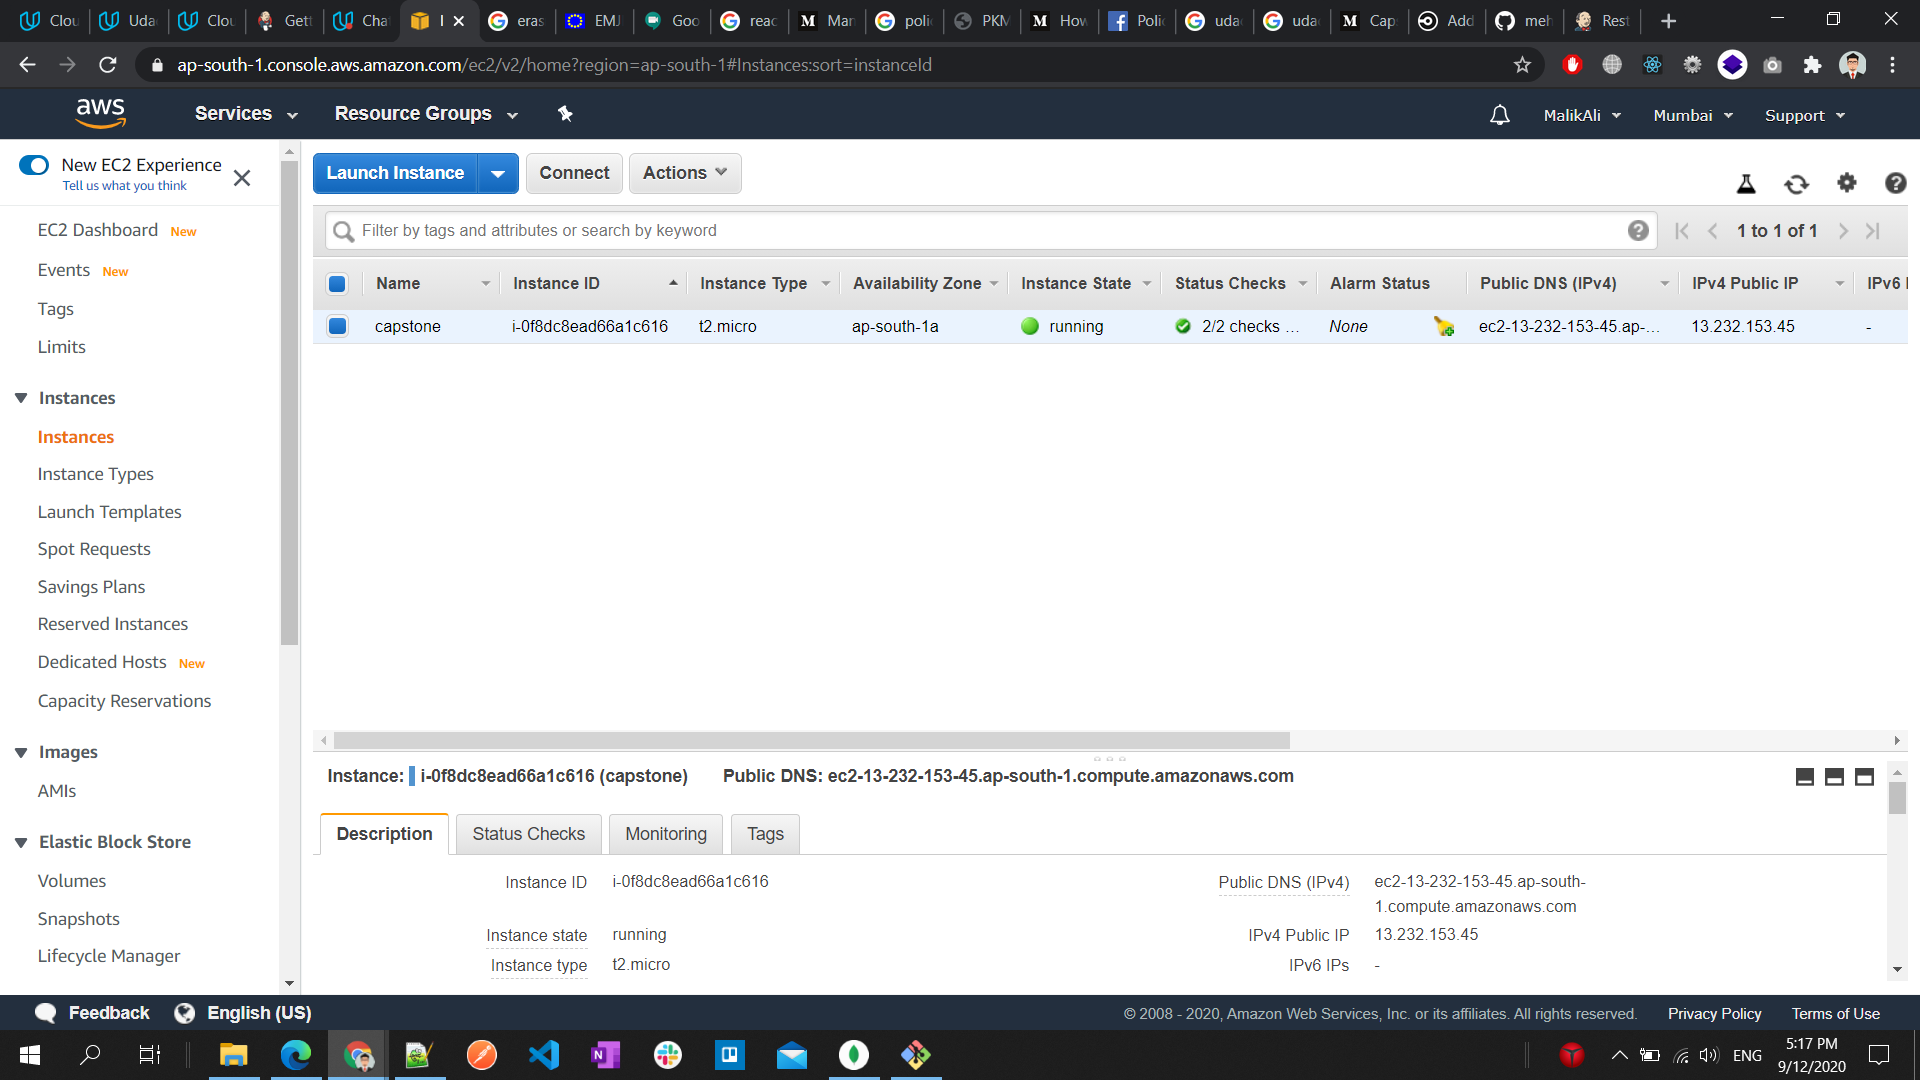 Clou
Uda
Clou
Gett
Cha
I
eras
EMJ
Goo
reac
Man
polic
PKM
How
Polic
udac
udac
Cap
Add
meh
Rest
ap-south-1.console.aws.amazon.com/ec2/v2/home?region=ap-south-1#Instances:sort=instanceId
aws
Services
Resource Groups
MalikAli
Mumbai
Support
New EC2 Experience
Tell us what you think
EC2 Dashboard New
Events New
Tags
Limits
Instances
Instances
Instance Types
Launch Templates
Spot Requests
Savings Plans
Reserved Instances
Dedicated Hosts New
Capacity Reservations
Images
AMIs
Elastic Block Store
Volumes
Snapshots
Lifecycle Manager
Launch Instance
Connect
Actions
Filter by tags and attributes or search by keyword
1 to 1 of 1
Name Instance ID Instance Type Availability Zone Instance State Status Checks Alarm Status Public DNS (IPv4) IPv4 Public IP IPv6 I
capstone i-0f8dc8ead66a1c616 t2.micro ap-south-1a running 2/2 checks ... None ec2-13-232-153-45.ap-... 13.232.153.45 -
Instance: i-0f8dc8ead66a1c616 (capstone) Public DNS: ec2-13-232-153-45.ap-south-1.compute.amazonaws.com
Description
Status Checks
Monitoring
Tags
Instance ID i-0f8dc8ead66a1c616
Instance state running
Instance type t2.micro
Public DNS (IPv4) ec2-13-232-153-45.ap-south-
1.compute.amazonaws.com
IPv4 Public IP 13.232.153.45
IPv6 IPs -
Feedback
English (US)
© 2008 - 2020, Amazon Web Services, Inc. or its affiliates. All rights reserved.
Privacy Policy
Terms of Use
ENG
5:17 PM
9/12/2020